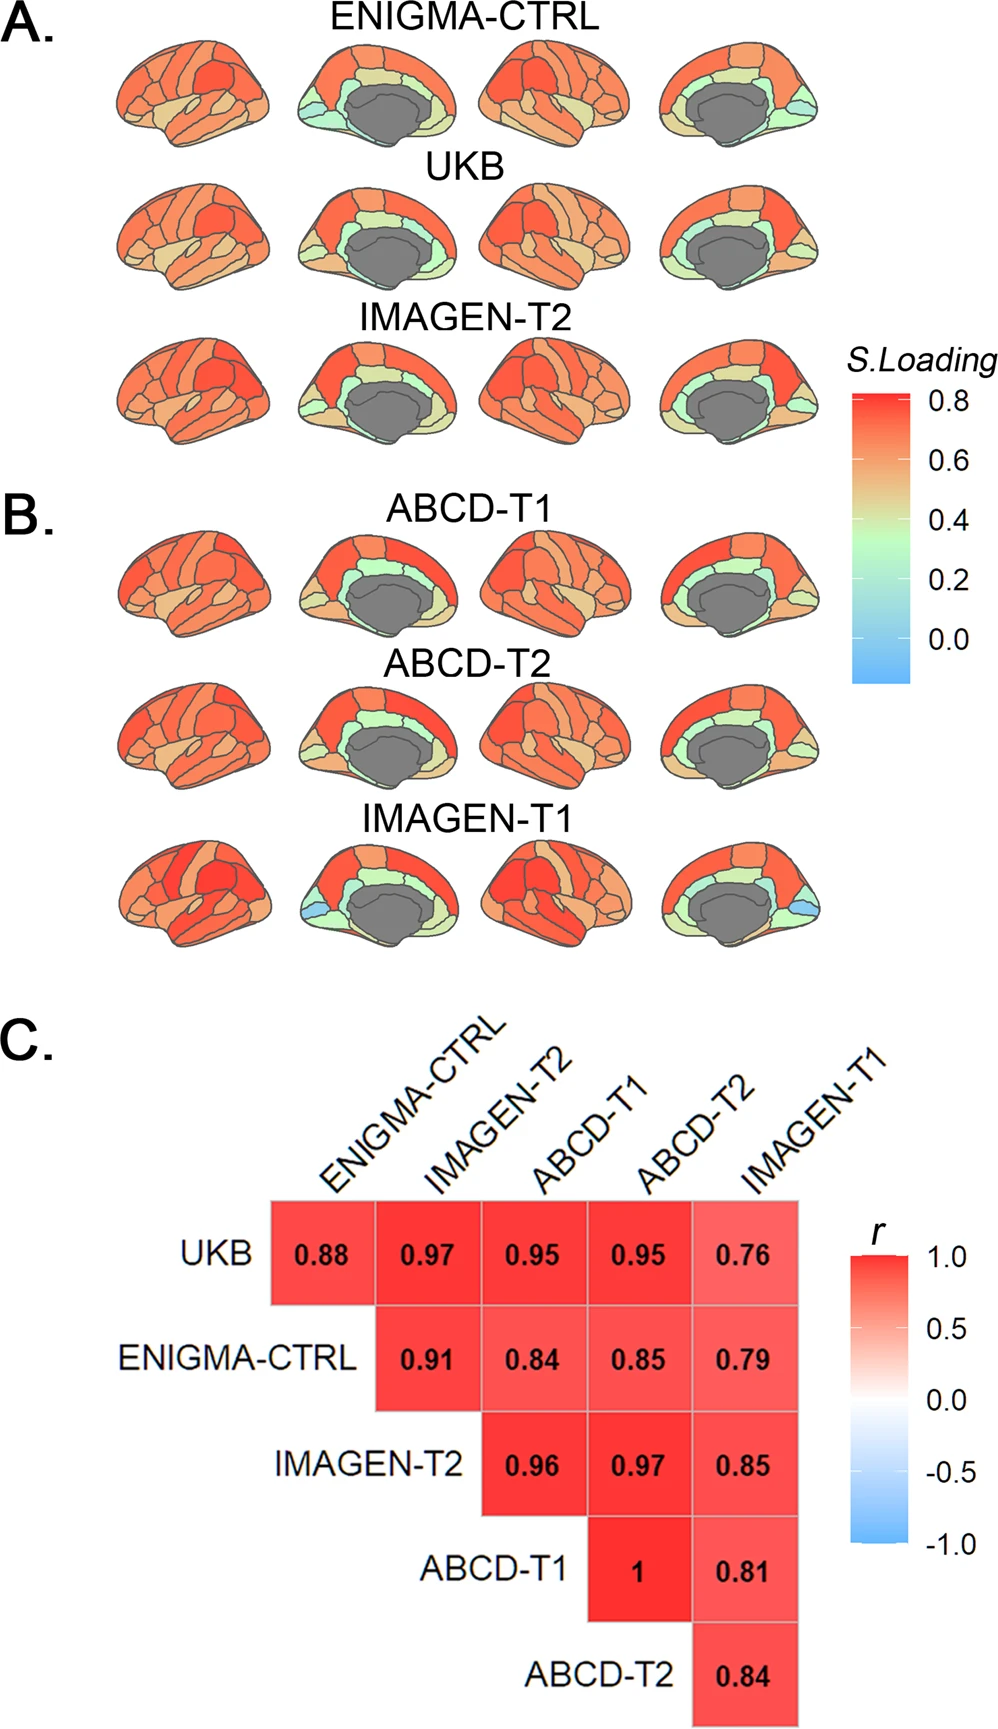 A.
ENIGMA-CTRL
UKB
IMAGEN-T2
S.Loading
0.8
0.6
0.4
0.2
0.0
B.
ABCD-T1
ABCD-T2
IMAGEN-T1
C.
ENIGMA-CTRL
IMAGEN-T2
ABCD-T1
ABCD-T2
IMAGEN-T1
UKB 0.88 0.97 0.95 0.95 0.76
ENIGMA-CTRL 0.91 0.84 0.85 0.79
IMAGEN-T2 0.96 0.97 0.85
ABCD-T1 1 0.81
ABCD-T2 0.84
r
1.0
0.5
0.0
-0.5
-1.0